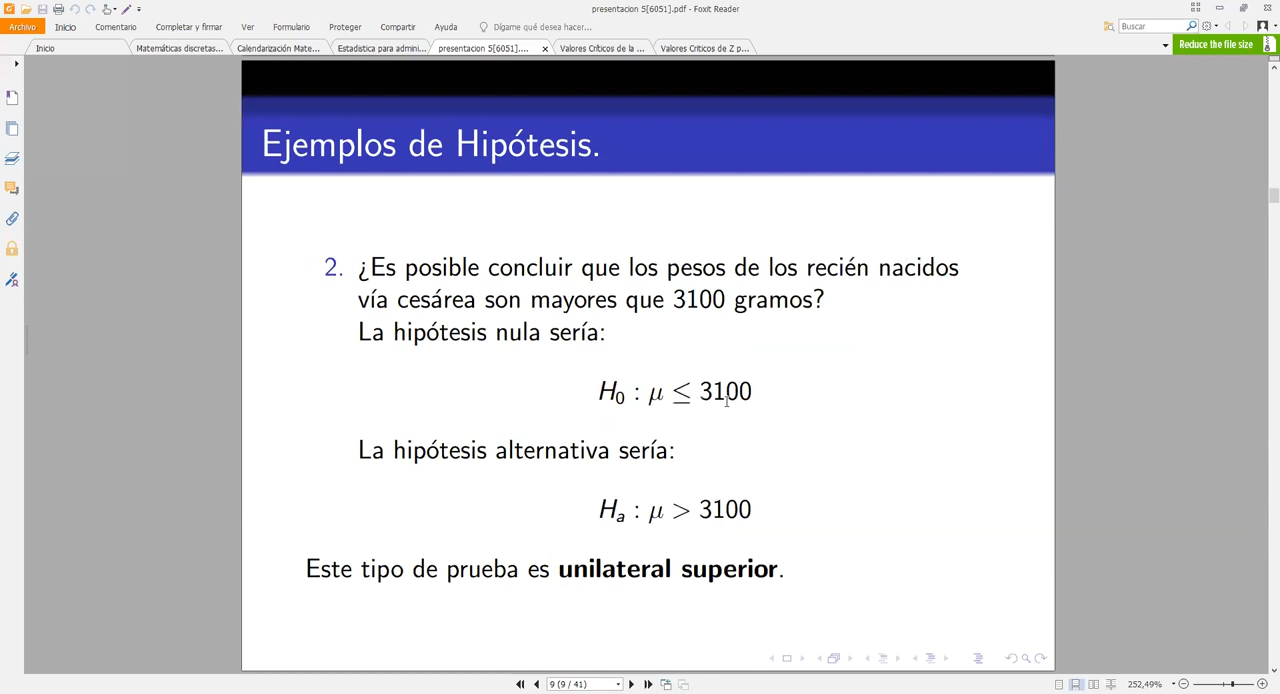 presentacion 5[6051].pdf - Foxit Reader
Archivo Inicio Comentario Completar y firmar Ver Formulario Proteger Compartir Ayuda Dígame qué desea hacer... Buscar
Inicio Matemáticas discretas... Calendarización Mate... Estadistica para admini... presentacion 5[6051].... Valores Críticos de la ... Valores Criticos de Z p... Reduce the file size
Ejemplos de Hipótesis.
2. ¿Es posible concluir que los pesos de los recién nacidos
vía cesárea son mayores que 3100 gramos?
La hipótesis nula sería:
H₀ : μ ≤ 3100
La hipótesis alternativa sería:
Hₐ : μ > 3100
Este tipo de prueba es unilateral superior.
9 (9 / 41) 252,49%